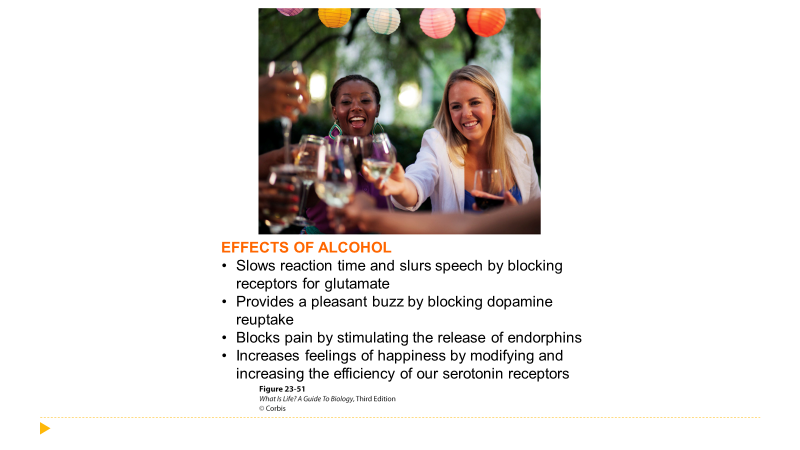 EFFECTS OF ALCOHOL
• Slows reaction time and slurs speech by blocking
receptors for glutamate
• Provides a pleasant buzz by blocking dopamine
reuptake
• Blocks pain by stimulating the release of endorphins
• Increases feelings of happiness by modifying and
increasing the efficiency of our serotonin receptors
Figure 23-51
What Is Life? A Guide To Biology, Third Edition
© Corbis